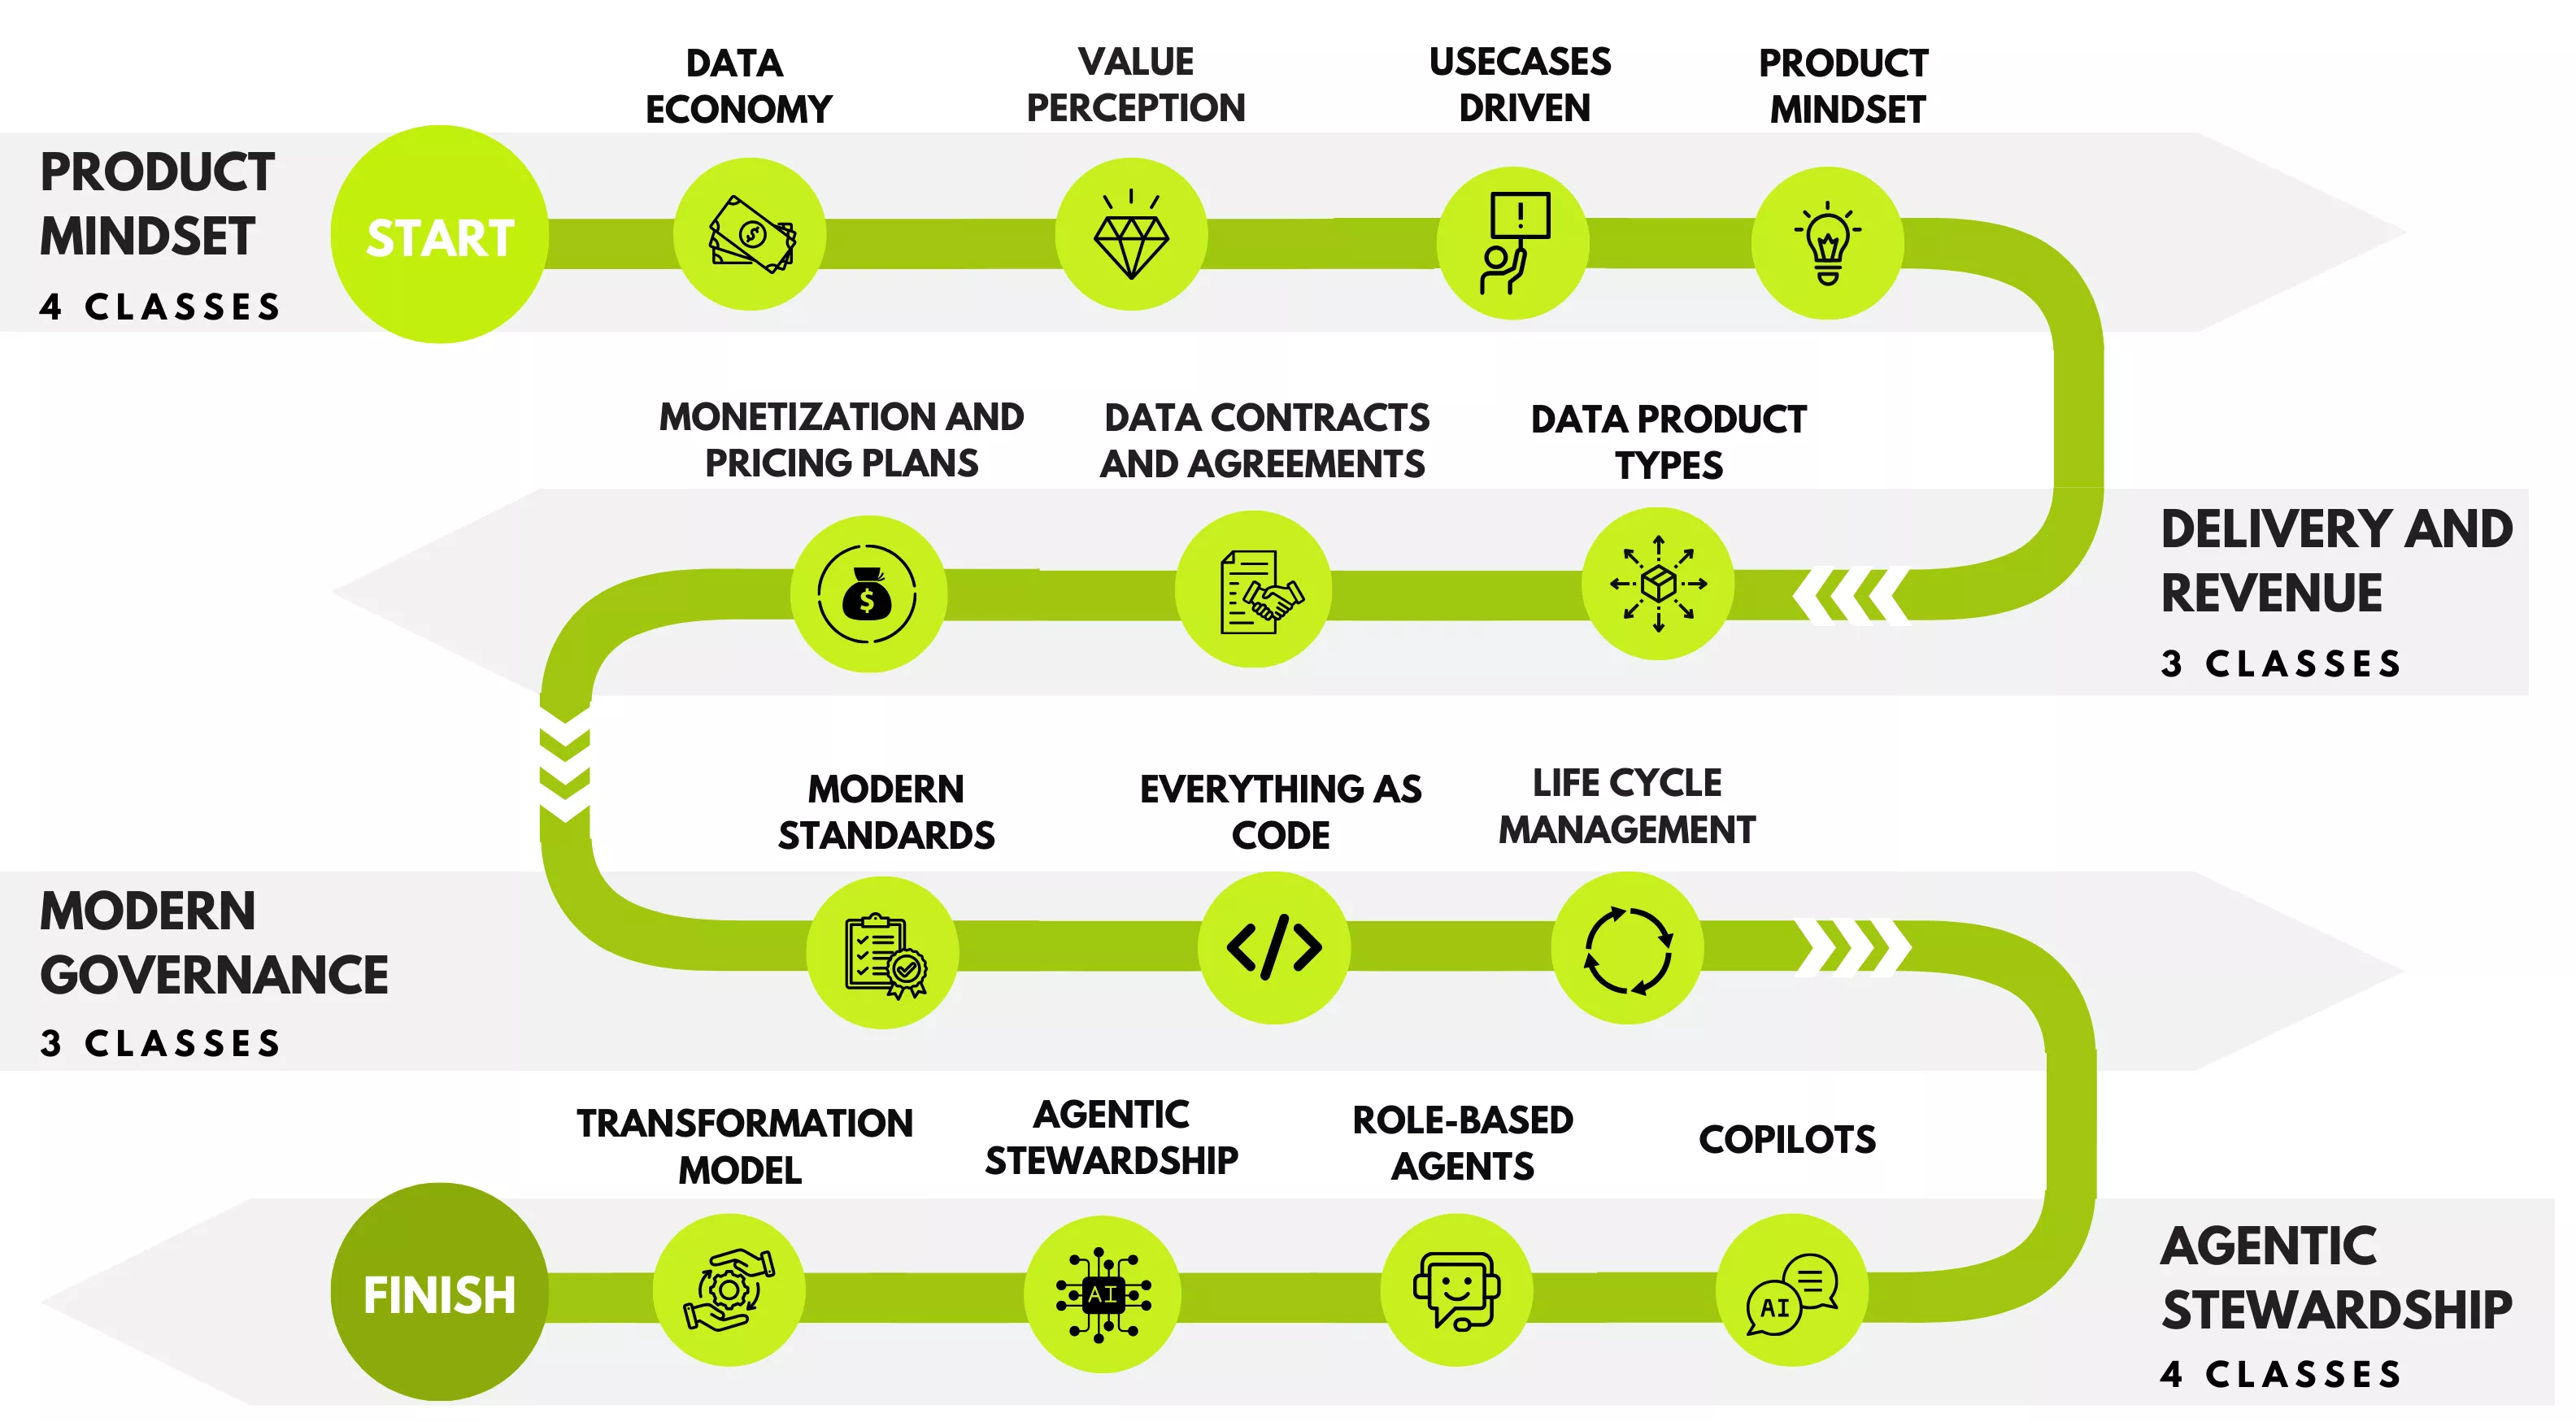 DATA
ECONOMY
VALUE
PERCEPTION
USECASES
DRIVEN
PRODUCT
MINDSET
PRODUCT
MINDSET
4 CLASSES
START
!
$
MONETIZATION AND
PRICING PLANS
DATA CONTRACTS
AND AGREEMENTS
DATA PRODUCT
TYPES
$
DELIVERY AND
REVENUE
3 CLASSES
MODERN
STANDARDS
EVERYTHING AS
CODE
LIFE CYCLE
MANAGEMENT
MODERN
GOVERNANCE
3 CLASSES
</>
TRANSFORMATION
MODEL
AGENTIC
STEWARDSHIP
ROLE-BASED
AGENTS
COPILOTS
FINISH
AI
AI
AGENTIC
STEWARDSHIP
4 CLASSES